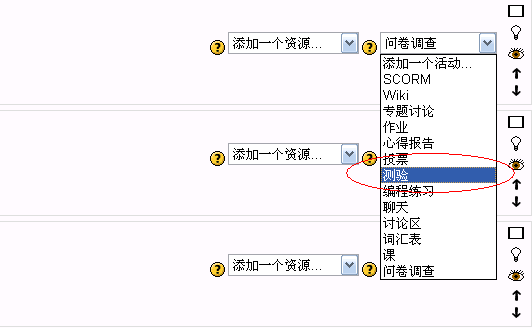 添加一个资源... 问卷调查
添加一个活动...
SCORM
Wiki
专题讨论
作业
心得报告
投票
添加一个资源...
测验
编程练习
聊天
讨论区
词汇表
课
添加一个资源...
问卷调查